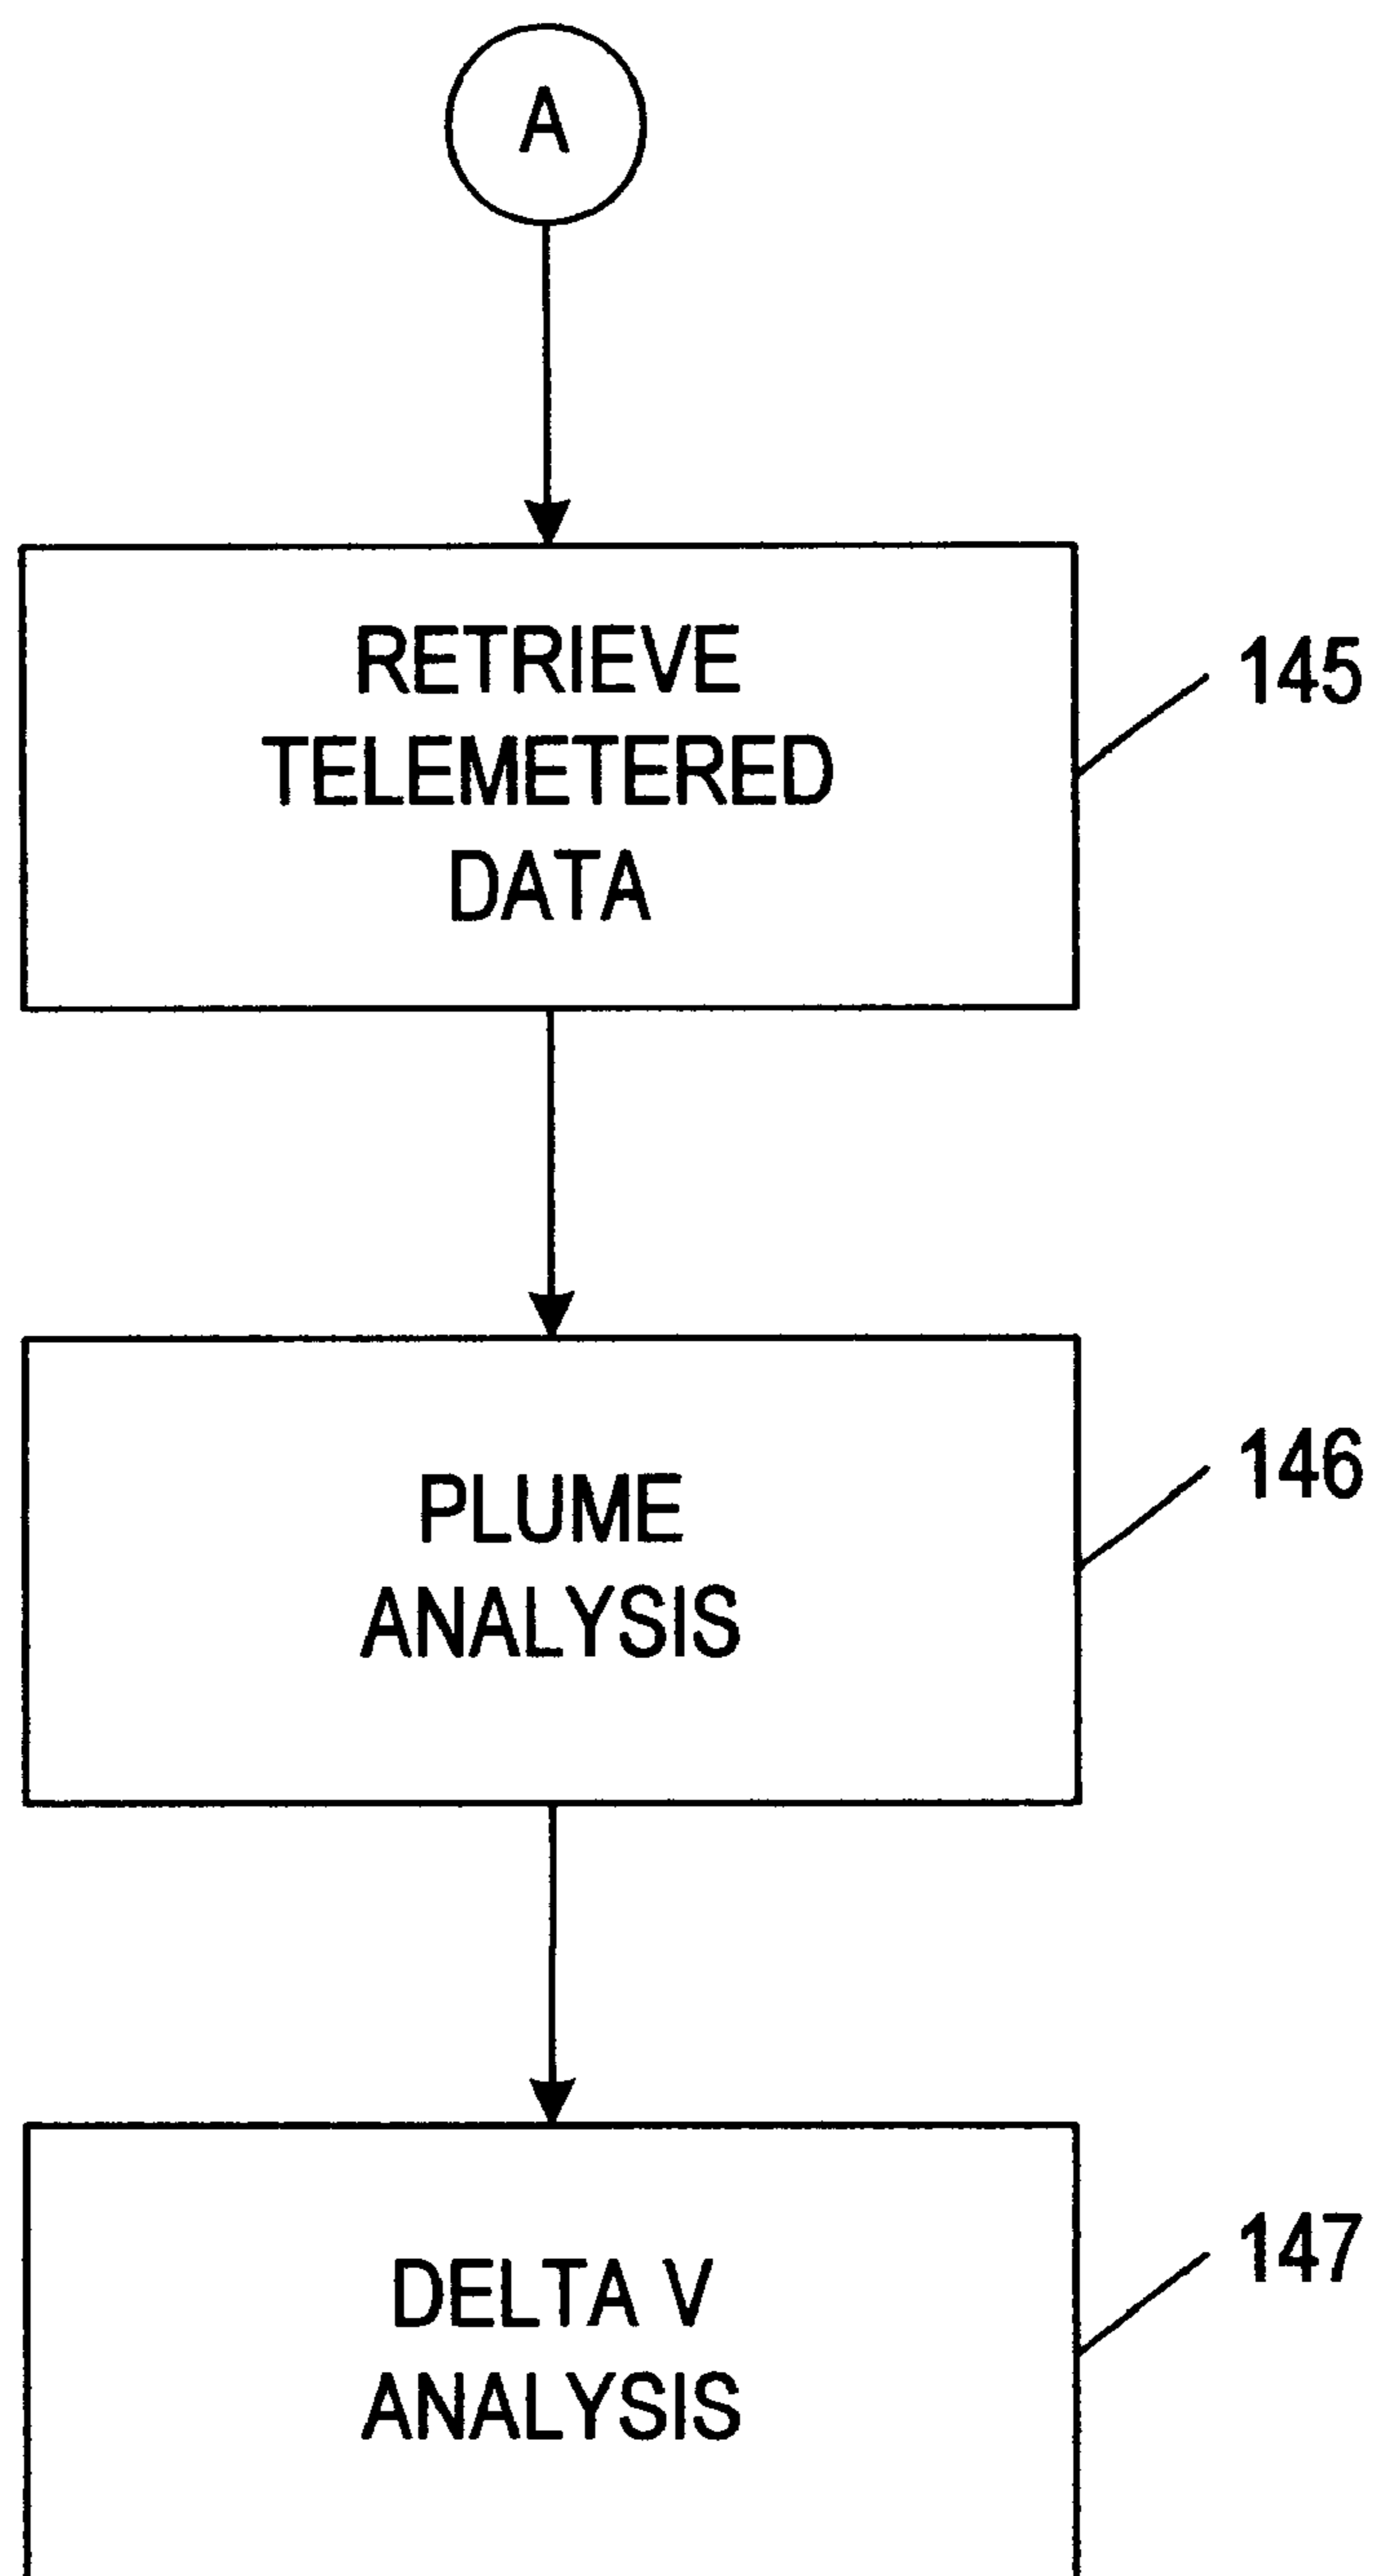 A
RETRIEVE
TELEMETERED
DATA
145
PLUME
ANALYSIS
146
DELTA V
ANALYSIS
147